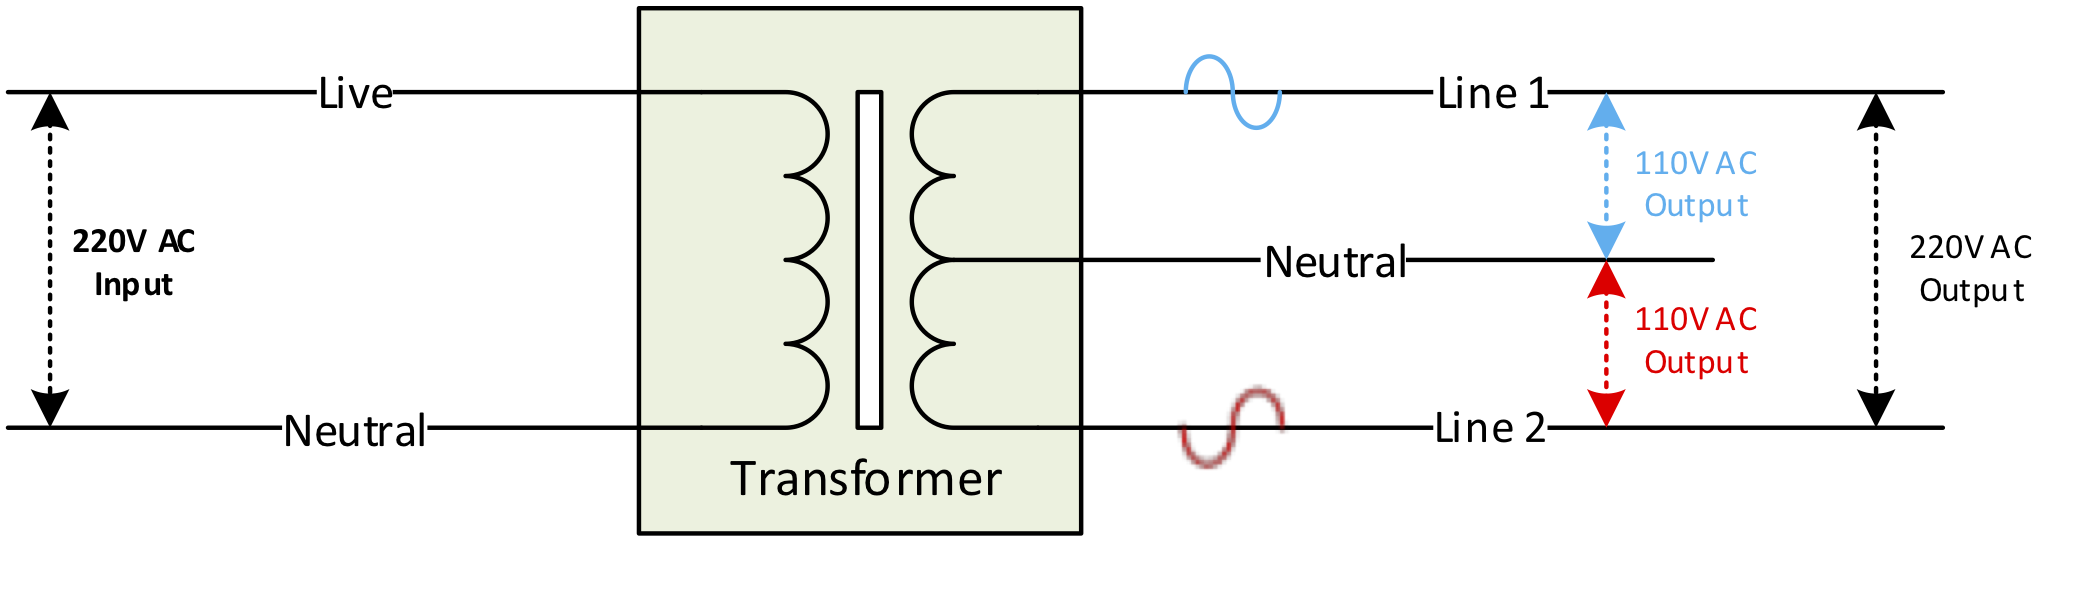 Live
220V AC
Input
Neutral
Transformer
Line 1
110V AC
Output
Neutral
110V AC
Output
Line 2
220V AC
Output